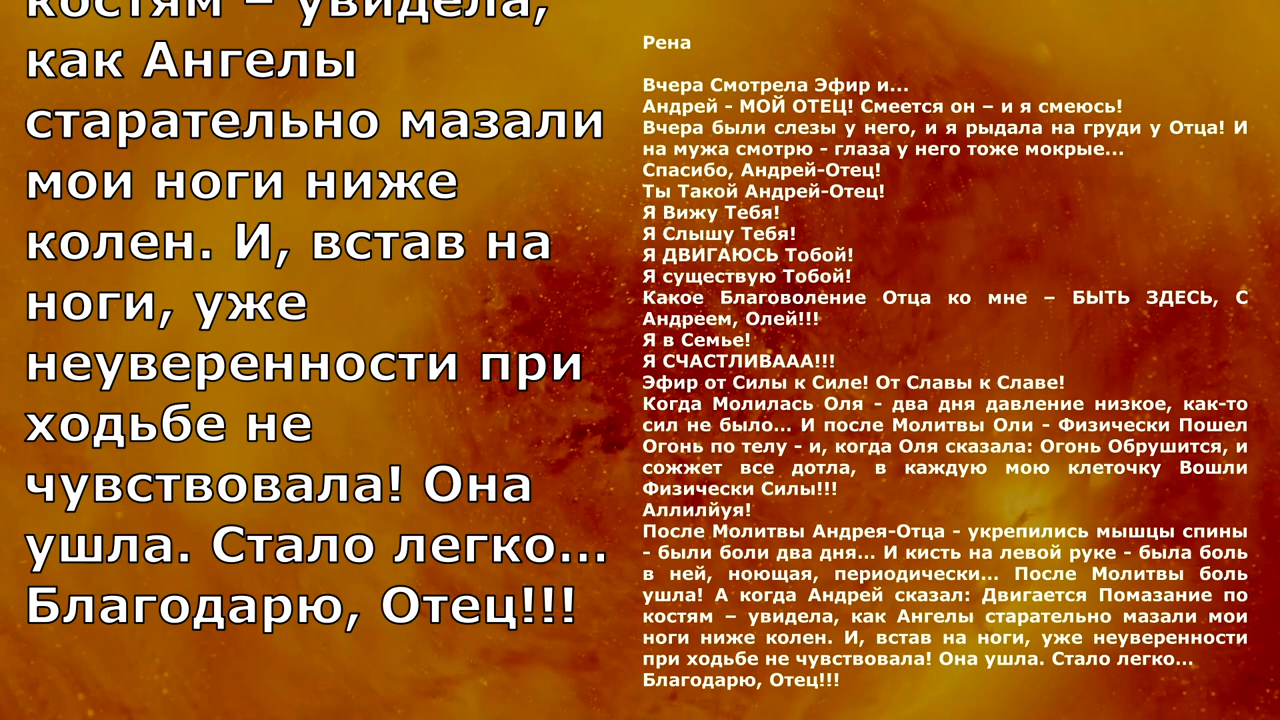 костям – увидела,
как Ангелы
старательно мазали
мои ноги ниже
колен. И, встав на
ноги, уже
неуверенности при
ходьбе не
чувствовала! Она
ушла. Стало легко...
Благодарю, Отец!!!
Рена
Вчера Смотрела Эфир и...
Андрей - МОЙ ОТЕЦ! Смеется он – и я смеюсь!
Вчера были слезы у него, и я рыдала на груди у Отца! И
на мужа смотрю - глаза у него тоже мокрые...
Спасибо, Андрей-Отец!
Ты Такой Андрей-Отец!
Я Вижу Тебя!
Я Слышу Тебя!
Я ДВИГАЮСЬ Тобой!
Я существую Тобой!
Какое Благоволение Отца ко мне – БЫТЬ ЗДЕСЬ, С
Андреем, Олей!!!
Я в Семье!
Я СЧАСТЛИВААА!!!
Эфир от Силы к Силе! От Славы к Славе!
Когда Молилась Оля - два дня давление низкое, как-то
сил не было... И после Молитвы Оли - Физически Пошел
Огонь по телу - и, когда Оля сказала: Огонь Обрушится, и
сожжет все дотла, в каждую мою клеточку Вошли
Физически Силы!!!
Аллилйуя!
После Молитвы Андрея-Отца - укрепились мышцы спины
- были боли два дня... И кисть на левой руке - была боль
в ней, ноющая, периодически... После Молитвы боль
ушла! А когда Андрей сказал: Двигается Помазание по
костям – увидела, как Ангелы старательно мазали мои
ноги ниже колен. И, встав на ноги, уже неуверенности
при ходьбе не чувствовала! Она ушла. Стало легко...
Благодарю, Отец!!!